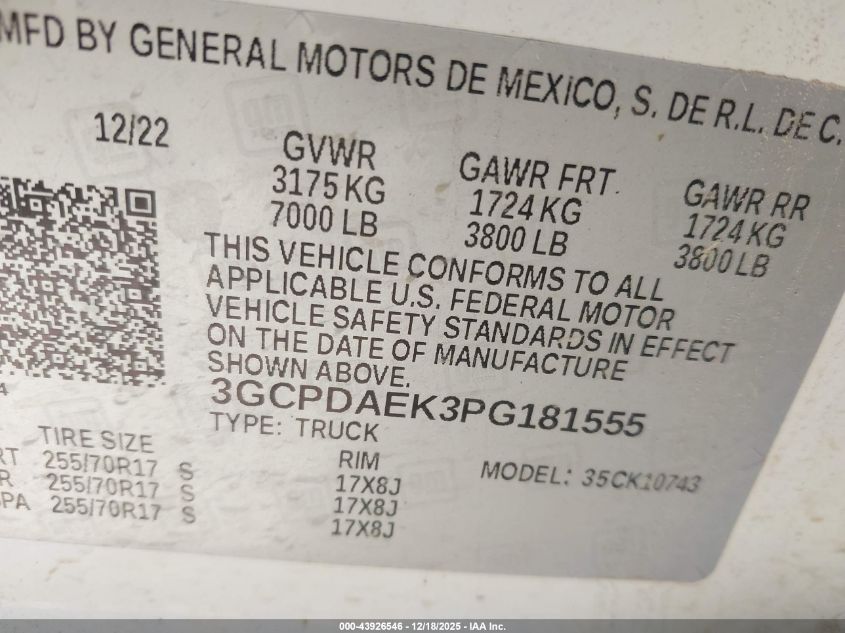 MFD BY GENERAL MOTORS DE MEXICO, S. DE R.L. DE C.
12/22
GVWR
3175 KG
7000 LB
GAWR FRT.
1724 KG
3800 LB
GAWR RR
1724 KG
3800 LB
THIS VEHICLE CONFORMS TO ALL
APPLICABLE U.S. FEDERAL MOTOR
VEHICLE SAFETY STANDARDS IN EFFECT
ON THE DATE OF MANUFACTURE
SHOWN ABOVE.
3GCPDAEK3PG181555
TYPE: TRUCK
MODEL: 35CK10743
TIRE SIZE
RIM
RT 255/70R17 S 17X8J
R 255/70R17 S 17X8J
SPA 255/70R17 S 17X8J
000-43926546 - 12/18/2025 - IAA Inc.